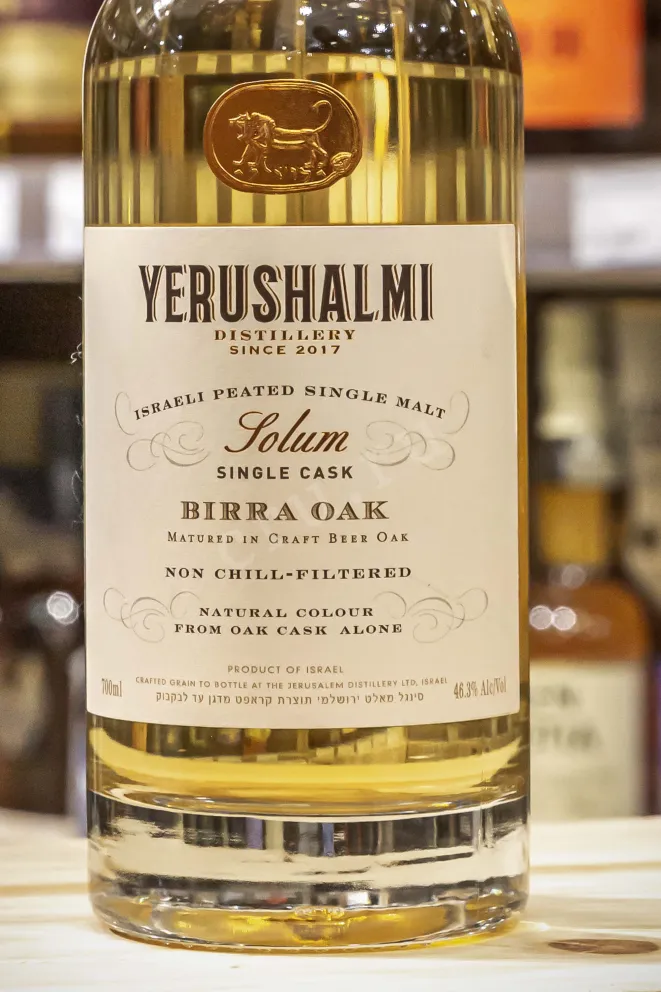 YERUSHALMI
DISTILLERY
SINCE 2017
ISRAELI PEATED SINGLE MALT
Solum
SINGLE CASK
BIRRA OAK
MATURED IN CRAFT BEER OAK
NON CHILL-FILTERED
NATURAL COLOUR
FROM OAK CASK ALONE
PRODUCT OF ISRAEL
700ml CRAFTED GRAIN TO BOTTLE AT THE JERUSALEM DISTILLERY LTD, ISRAEL 46.3% Alc/Vol
סינגל מאלט ירושלמי תוצרת קראפט מדגן עד לבקבוק